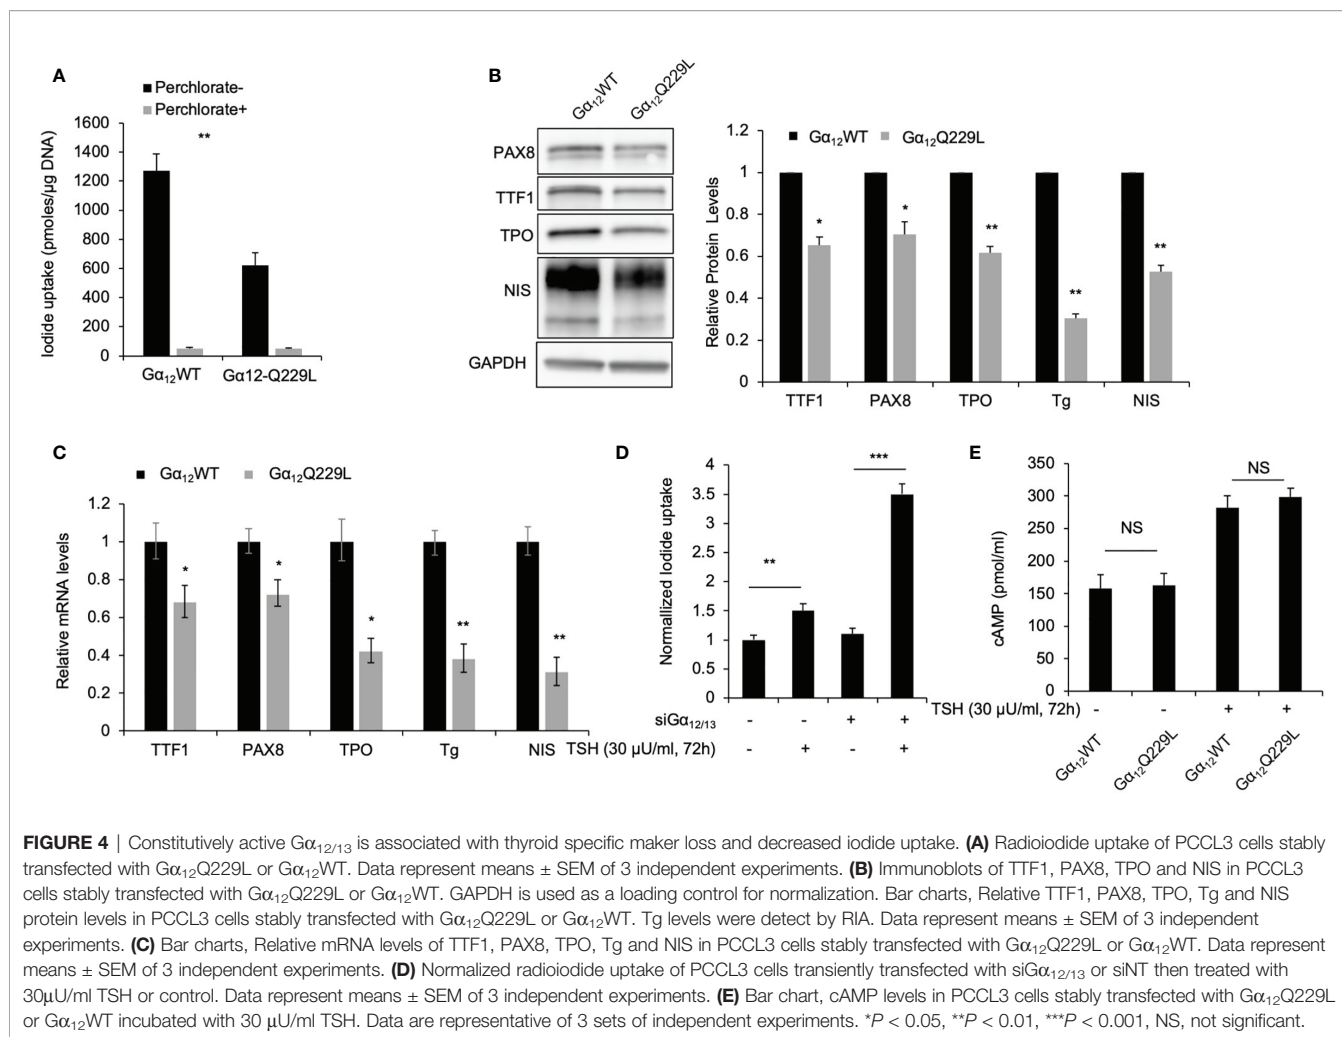 A
Perchlorate-
Perchlorate+
**
Iodide uptake (pmoles/µg DNA)
1600
1400
1200
1000
800
600
400
200
0
Gα12WT Gα12-Q229L
B
Gα12WT Gα12Q229L
PAX8
TTF1
TPO
NIS
GAPDH
Gα12WT Gα12Q229L
Relative Protein Levels
1.2
1
0.8
0.6
0.4
0.2
0
* * ** ** **
TTF1 PAX8 TPO Tg NIS
C
Gα12WT Gα12Q229L
Relative mRNA levels
1.2
1
0.8
0.6
0.4
0.2
0
* * * ** **
TTF1 PAX8 TPO Tg NIS
D
Normallized Iodide uptake
4
3.5
3
2.5
2
1.5
1
0.5
0
** ***
siGα12/13 - - + +
TSH (30 µU/ml, 72h) - + - +
E
cAMP (pmol/ml)
350
300
250
200
150
100
50
0
NS NS
TSH (30 µU/ml, 72h) - - + +
Gα12WT Gα12Q229L Gα12WT Gα12Q229L
FIGURE 4 | Constitutively active Gα12/13 is associated with thyroid specific maker loss and decreased iodide uptake. (A) Radioiodide uptake of PCCL3 cells stably
transfected with Gα12Q229L or Gα12WT. Data represent means ± SEM of 3 independent experiments. (B) Immunoblots of TTF1, PAX8, TPO and NIS in PCCL3
cells stably transfected with Gα12Q229L or Gα12WT. GAPDH is used as a loading control for normalization. Bar charts, Relative TTF1, PAX8, TPO, Tg and NIS
protein levels in PCCL3 cells stably transfected with Gα12Q229L or Gα12WT. Tg levels were detect by RIA. Data represent means ± SEM of 3 independent
experiments. (C) Bar charts, Relative mRNA levels of TTF1, PAX8, TPO, Tg and NIS in PCCL3 cells stably transfected with Gα12Q229L or Gα12WT. Data represent
means ± SEM of 3 independent experiments. (D) Normalized radioiodide uptake of PCCL3 cells transiently transfected with siGα12/13 or siNT then treated with
30µU/ml TSH or control. Data represent means ± SEM of 3 independent experiments. (E) Bar chart, cAMP levels in PCCL3 cells stably transfected with Gα12Q229L
or Gα12WT incubated with 30 µU/ml TSH. Data are representative of 3 sets of independent experiments. *P < 0.05, **P < 0.01, ***P < 0.001, NS, not significant.